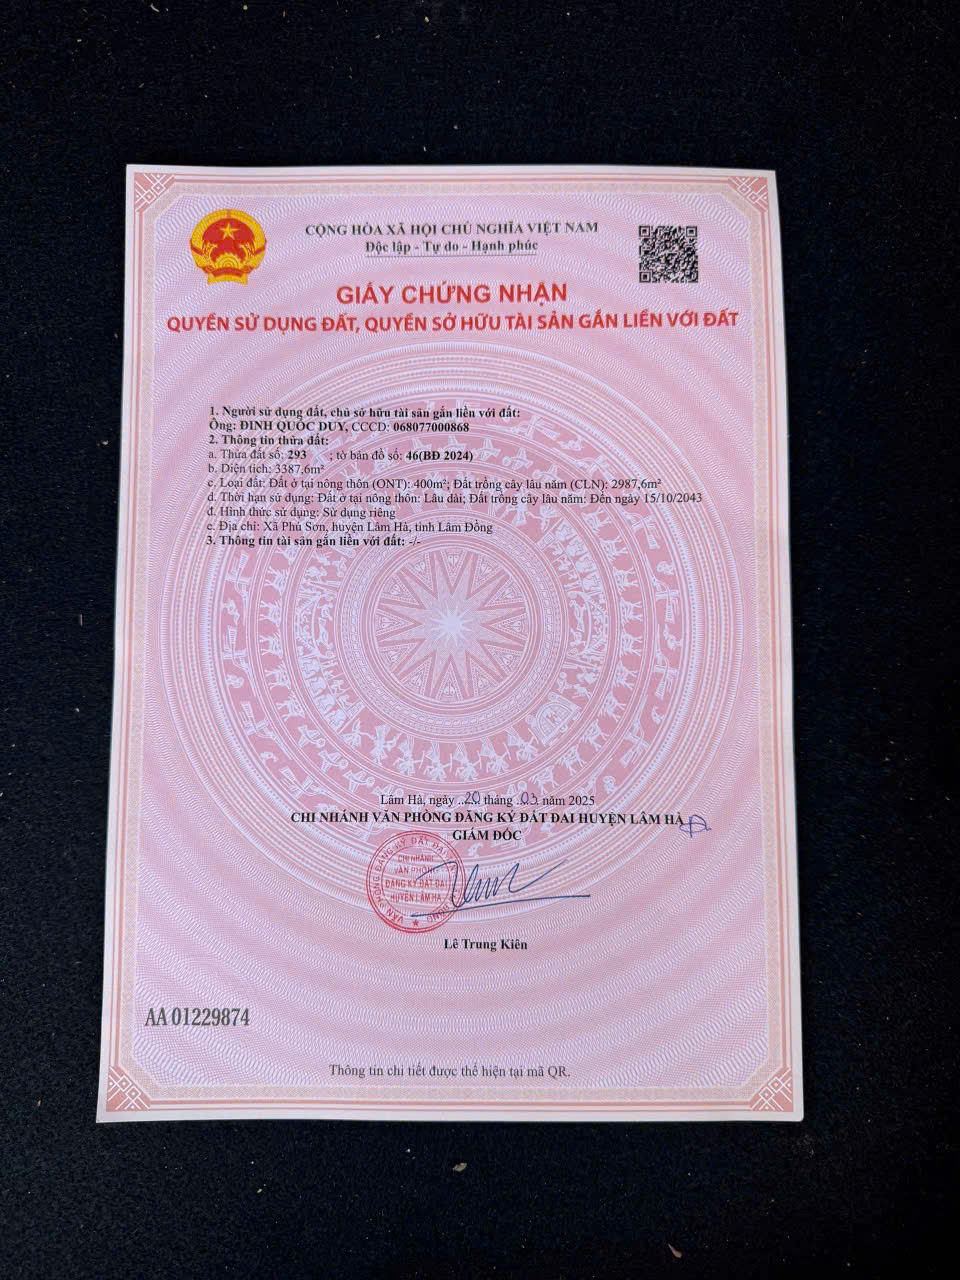 CỘNG HÒA XÃ HỘI CHỦ NGHĨA VIỆT NAM
Độc lập - Tự do - Hạnh phúc
GIẤY CHỨNG NHẬN
QUYỀN SỬ DỤNG ĐẤT, QUYỀN SỞ HỮU TÀI SẢN GẮN LIỀN VỚI ĐẤT
1. Người sử dụng đất, chủ sở hữu tài sản gắn liền với đất:
Ông: ĐINH QUỐC DUY, CCCD: 068077000868
2. Thông tin thửa đất:
a. Thửa đất số: 293 ; tờ bản đồ số: 46(BĐ 2024)
b. Diện tích: 3387,6m²
c. Loại đất: Đất ở tại nông thôn (ONT): 400m²; Đất trồng cây lâu năm (CLN): 2987,6m²
d. Thời hạn sử dụng: Đất ở tại nông thôn: Lâu dài; Đất trồng cây lâu năm: Đến ngày 15/10/2043
đ. Hình thức sử dụng: Sử dụng riêng
e. Địa chỉ: Xã Phú Sơn, huyện Lâm Hà, tỉnh Lâm Đồng
3. Thông tin tài sản gắn liền với đất: -/-
Lâm Hà, ngày ..20 tháng ..03. năm 2025
CHI NHÁNH VĂN PHÒNG ĐĂNG KÝ ĐẤT ĐAI HUYỆN LÂM HÀ
GIÁM ĐỐC
CHI NHÁNH
VĂN PHÒNG
ĐĂNG KÝ ĐẤT ĐAI
HUYỆN LÂM HÀ
Lê Trung Kiên
AA 01229874
Thông tin chi tiết được thể hiện tại mã QR.